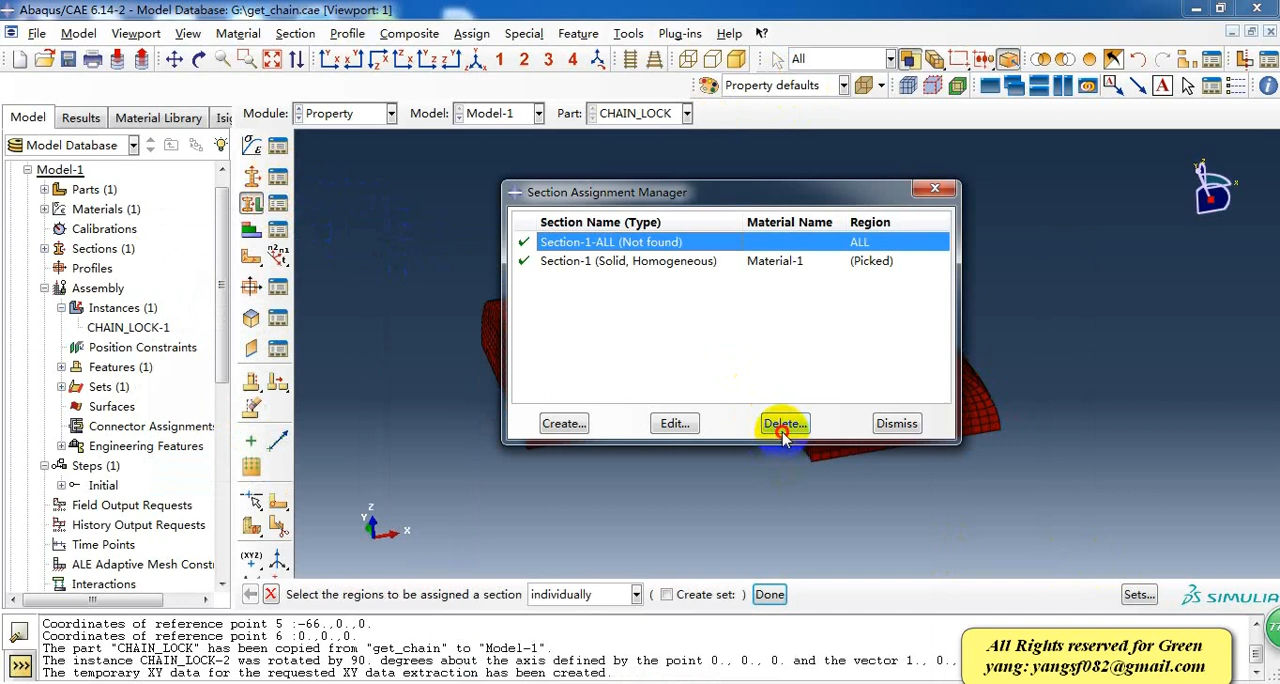 Abaqus/CAE 6.14-2 - Model Database: G:\get_chain.cae [Viewport: 1]
File Model Viewport View Material Section Profile Composite Assign Special Feature Tools Plug-ins Help
1 2 3 4 All
Property defaults
Model Results Material Library
Module: Property Model: Model-1 Part: CHAIN_LOCK
Model Database
Model-1
Parts (1)
Materials (1)
Calibrations
Sections (1)
Profiles
Assembly
Instances (1)
CHAIN_LOCK-1
Position Constraints
Features (1)
Sets (1)
Surfaces
Connector Assignments
Engineering Features
Steps (1)
Initial
Field Output Requests
History Output Requests
Time Points
ALE Adaptive Mesh Constr
Interactions
Section Assignment Manager
Section Name (Type) Material Name Region
Section-1-ALL (Not found) ALL
Section-1 (Solid, Homogeneous) Material-1 (Picked)
Create... Edit... Delete... Dismiss
Z
Y
X
(XYZ)
Select the regions to be assigned a section individually ( Create set: ) Done Sets... SIMULIA
Coordinates of reference point 5 :-66.,0.,0.
Coordinates of reference point 6 :0.,0.,0.
The part "CHAIN_LOCK" has been copied from "get_chain" to "Model-1".
The instance CHAIN_LOCK-2 was rotated by 90. degrees about the axis defined by the point 0., 0., 0. and the vector 1., 0.,
The temporary XY data for the requested XY data extraction has been created.
All Rights reserved for Green
yang: yangsf082@gmail.com